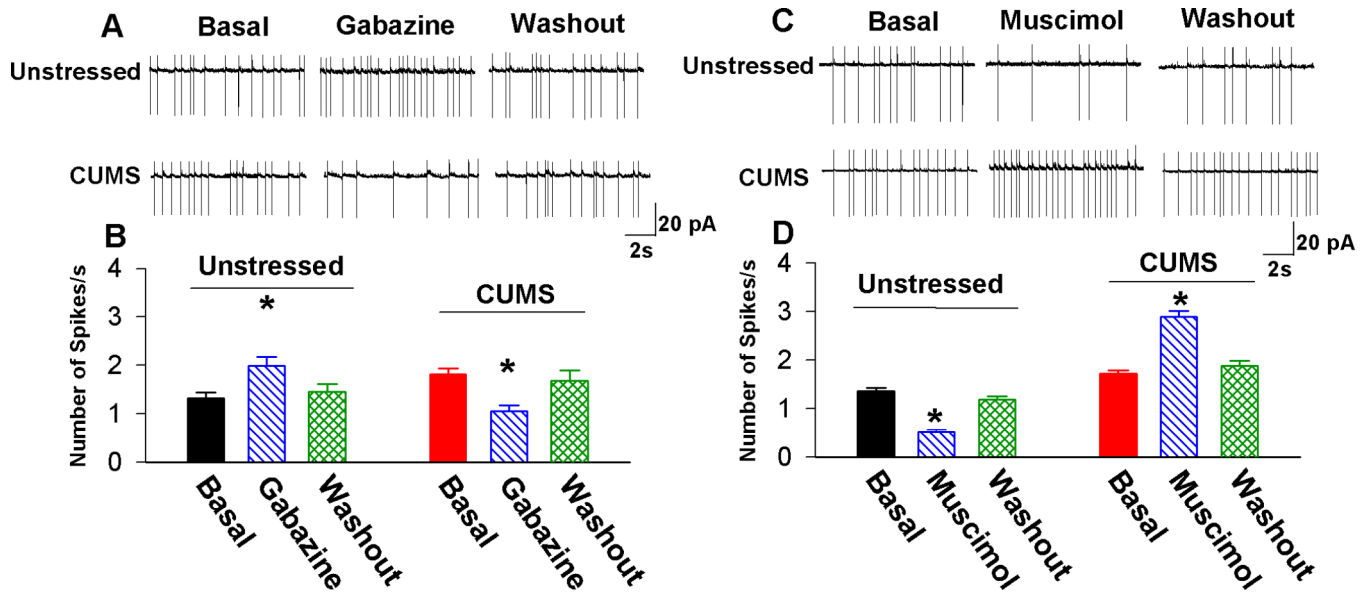 A
Basal Gabazine Washout
Unstressed
CUMS
20 pA
2s
B
Number of Spikes/s
4
3
2
1
0
Unstressed
*
CUMS
*
Basal
Gabazine
Washout
Basal
Gabazine
Washout
C
Basal Muscimol Washout
Unstressed
CUMS
20 pA
2s
D
Number of Spikes/s
4
3
2
1
0
Unstressed
*
CUMS
*
Basal
Muscimol
Washout
Basal
Muscimol
Washout